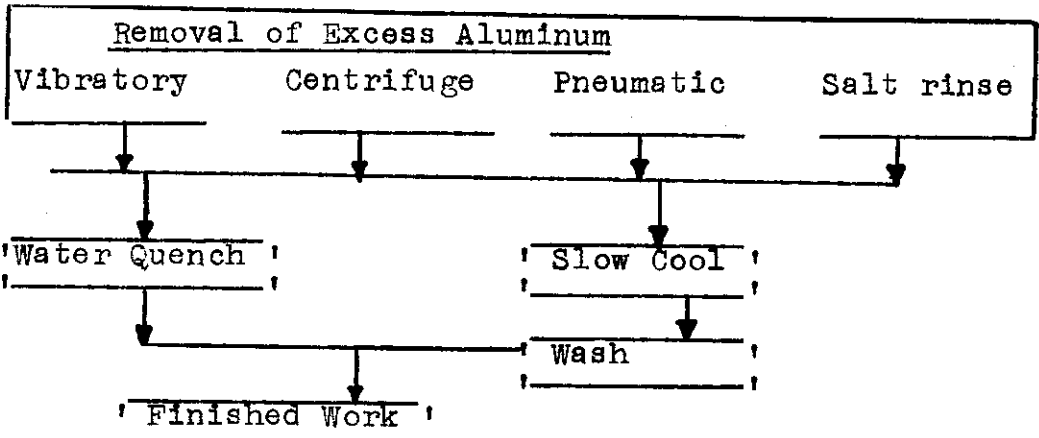 Removal of Excess Aluminum
Vibratory Centrifuge Pneumatic Salt rinse
Water Quench Slow Cool
Wash
Finished Work